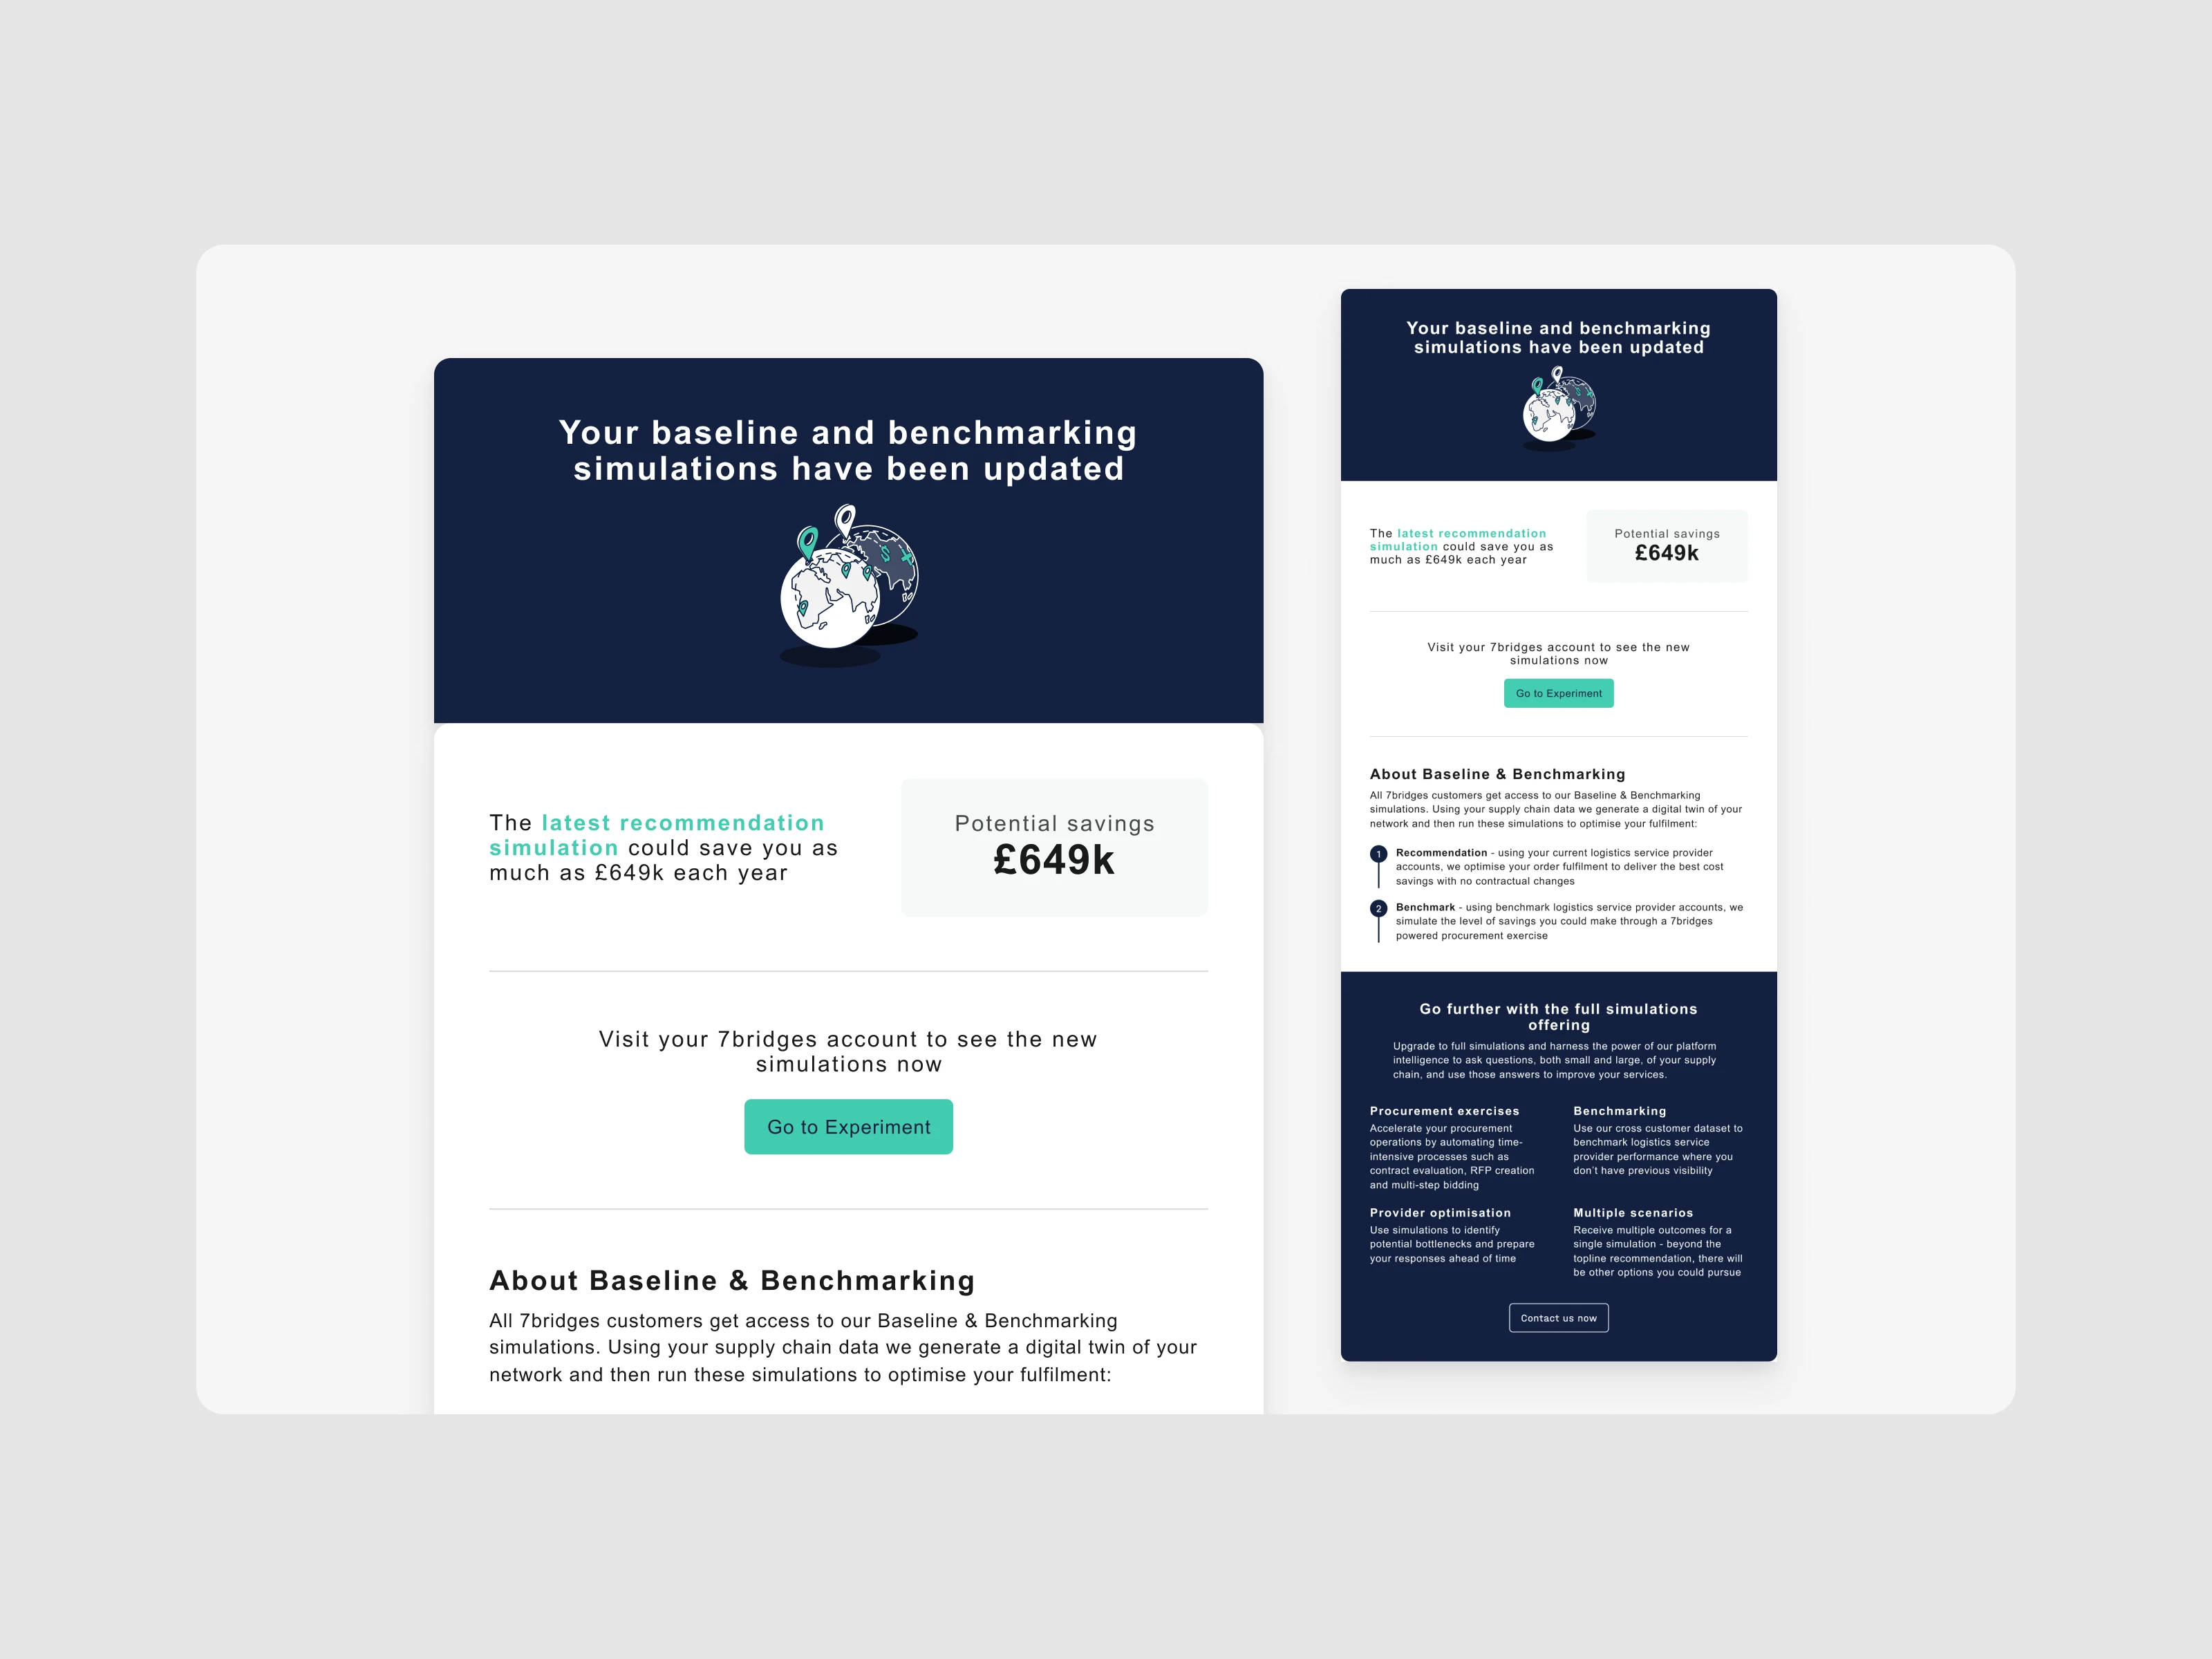 Your baseline and benchmarking
simulations have been updated
The latest recommendation
simulation could save you as
much as £649k each year
Potential savings
£649k
Visit your 7bridges account to see the new
simulations now
Go to Experiment
About Baseline & Benchmarking
All 7bridges customers get access to our Baseline & Benchmarking
simulations. Using your supply chain data we generate a digital twin of your
network and then run these simulations to optimise your fulfilment:
Your baseline and benchmarking
simulations have been updated
The latest recommendation
simulation could save you as
much as £649k each year
Potential savings
£649k
Visit your 7bridges account to see the new
simulations now
Go to Experiment
About Baseline & Benchmarking
All 7bridges customers get access to our Baseline & Benchmarking
simulations. Using your supply chain data we generate a digital twin of your
network and then run these simulations to optimise your fulfilment:
1
Recommendation - using your current logistics service provider
accounts, we optimise your order fulfilment to deliver the best cost
savings with no contractual changes
2
Benchmark - using benchmark logistics service provider accounts, we
simulate the level of savings you could make through a 7bridges
powered procurement exercise
Go further with the full simulations
offering
Upgrade to full simulations and harness the power of our platform
intelligence to ask questions, both small and large, of your supply
chain, and use those answers to improve your services.
Procurement exercises
Accelerate your procurement
operations by automating time-
intensive processes such as
contract evaluation, RFP creation
and multi-step bidding
Benchmarking
Use our cross customer dataset to
benchmark logistics service
provider performance where you
don't have previous visibility
Provider optimisation
Use simulations to identify
potential bottlenecks and prepare
your responses ahead of time
Multiple scenarios
Receive multiple outcomes for a
single simulation - beyond the
topline recommendation, there will
be other options you could pursue
Contact us now